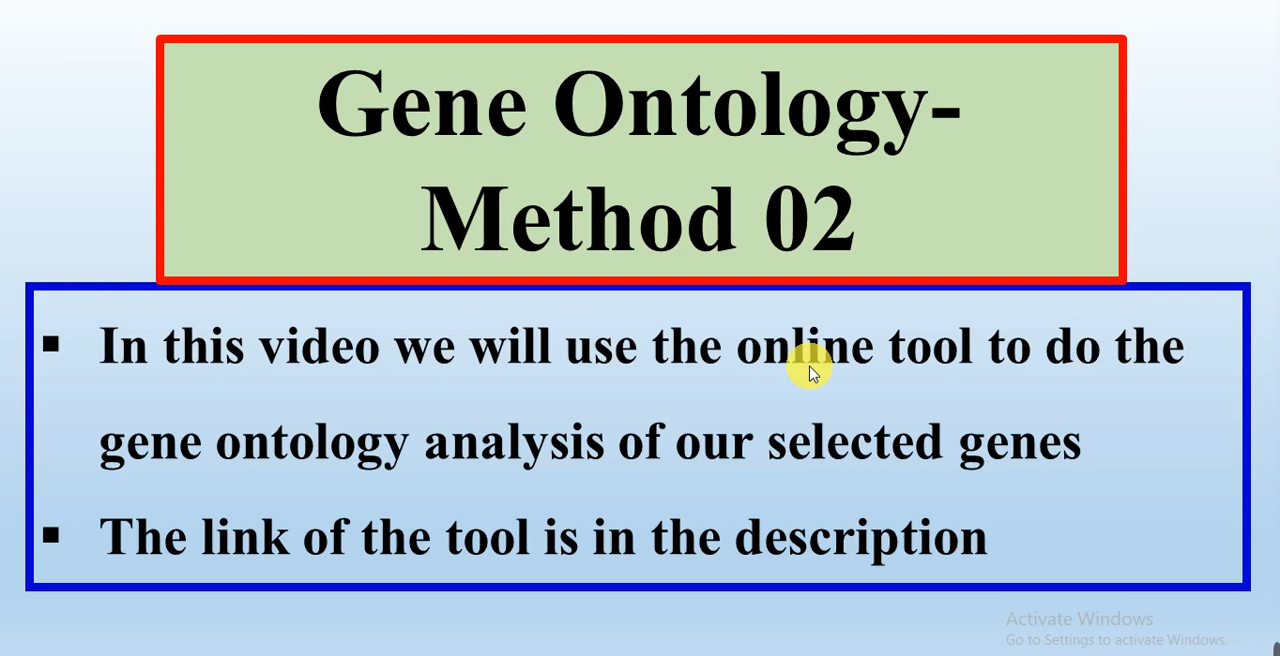 Gene Ontology-
Method 02
▪ In this video we will use the online tool to do the
gene ontology analysis of our selected genes
▪ The link of the tool is in the description
Activate Windows
Go to Settings to activate Windows.